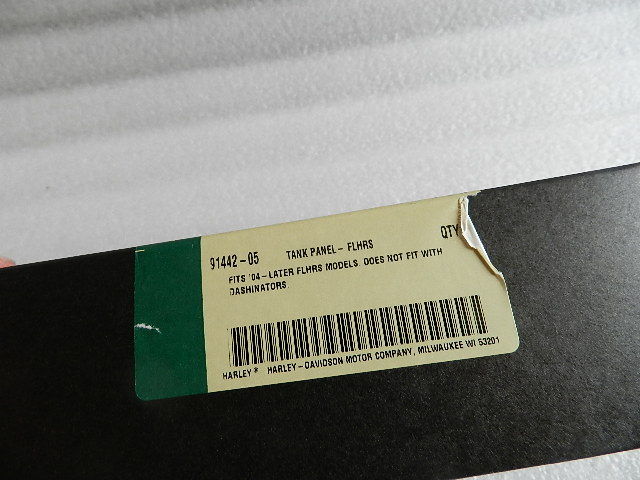 91442-05 TANK PANEL- FLHRS QTY
FITS '04-LATER FLHRS MODELS. DOES NOT FIT WITH
DASHINATORS.
HARLEY* HARLEY-DAVIDSON MOTOR COMPANY, MILWAUKEE WI 53201